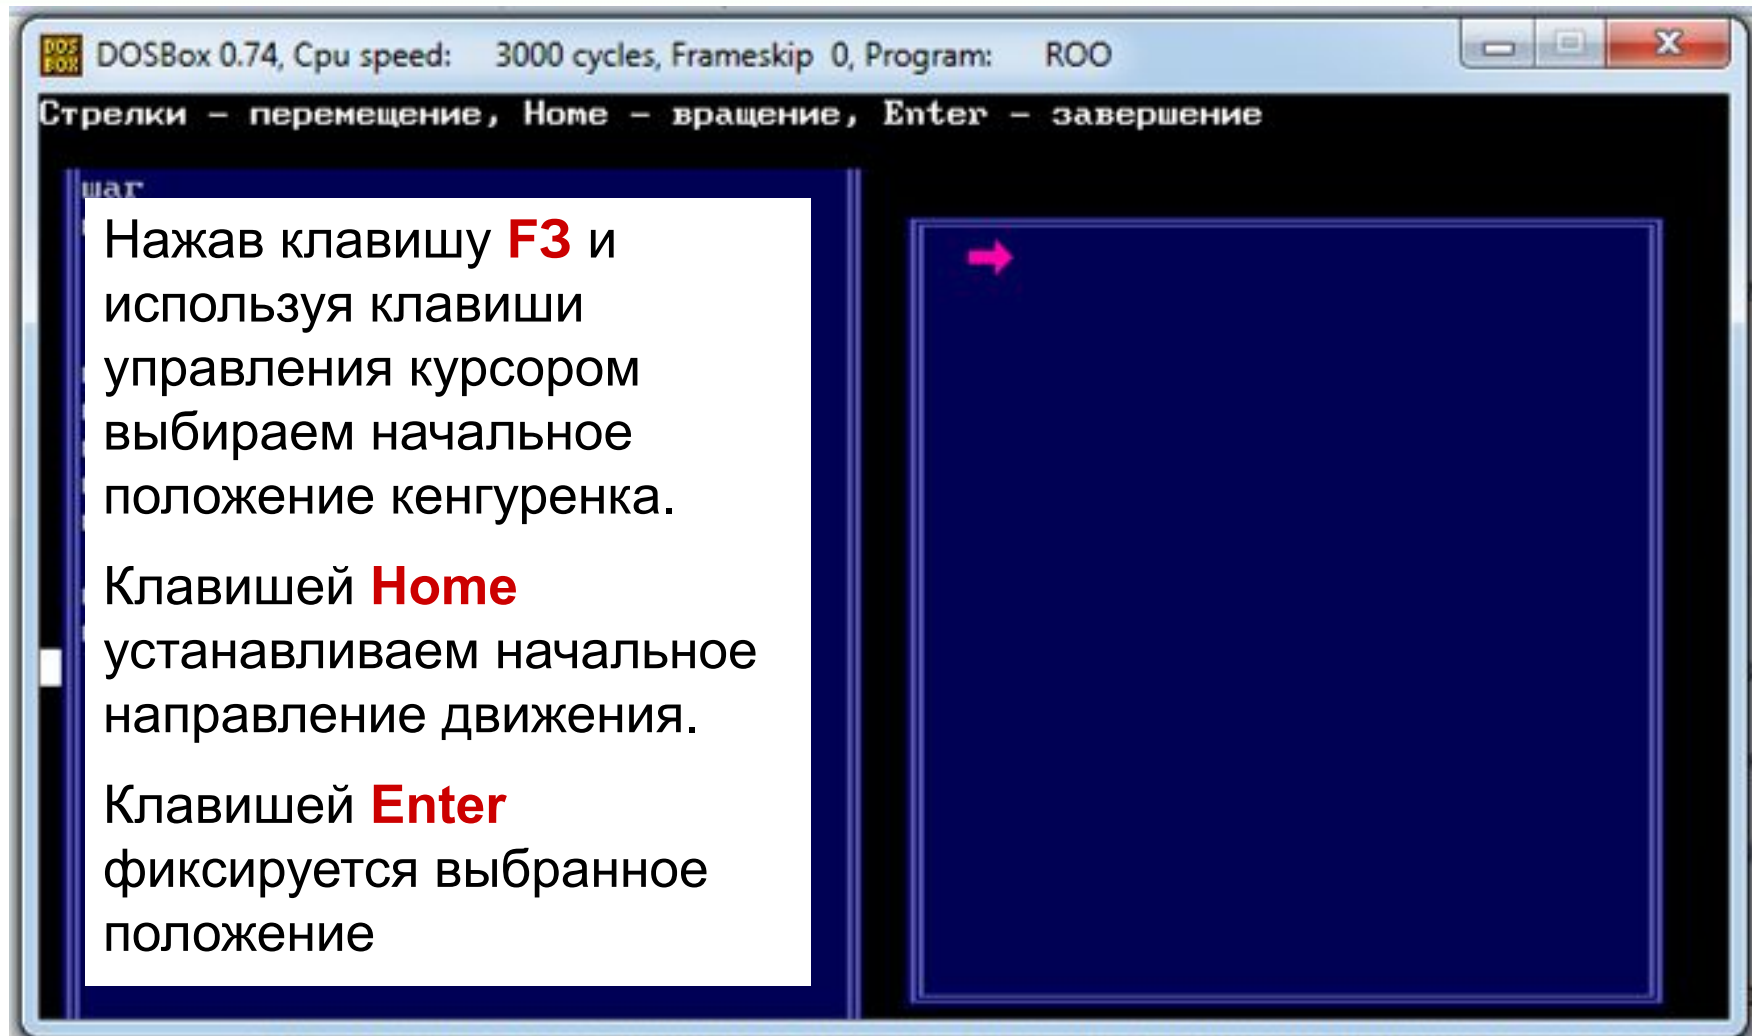 DOS
BOX
DOSBox 0.74, Cpu speed: 3000 cycles, Frameskip 0, Program: ROO
Стрелки – перемещение, Home – вращение, Enter – завершение
шаг
Нажав клавишу F3 и
используя клавиши
управления курсором
выбираем начальное
положение кенгуренка.
Клавишей Home
устанавливаем начальное
направление движения.
Клавишей Enter
фиксируется выбранное
положение